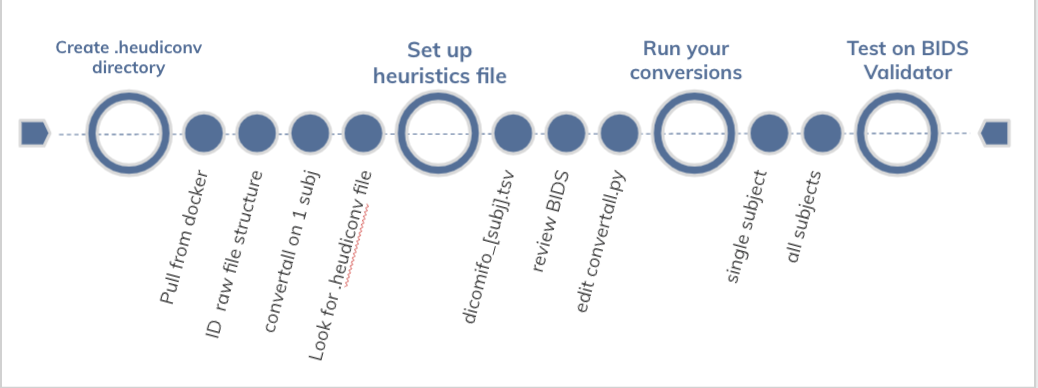 Create .heudiconv
directory
Pull from docker
ID raw file structure
convertall on 1 subj
Look for .heudiconv file
Set up
heuristics file
dicomifo_[subj].tsv
review BIDS
edit convertall.py
Run your
conversions
single subject
all subjects
Test on BIDS
Validator